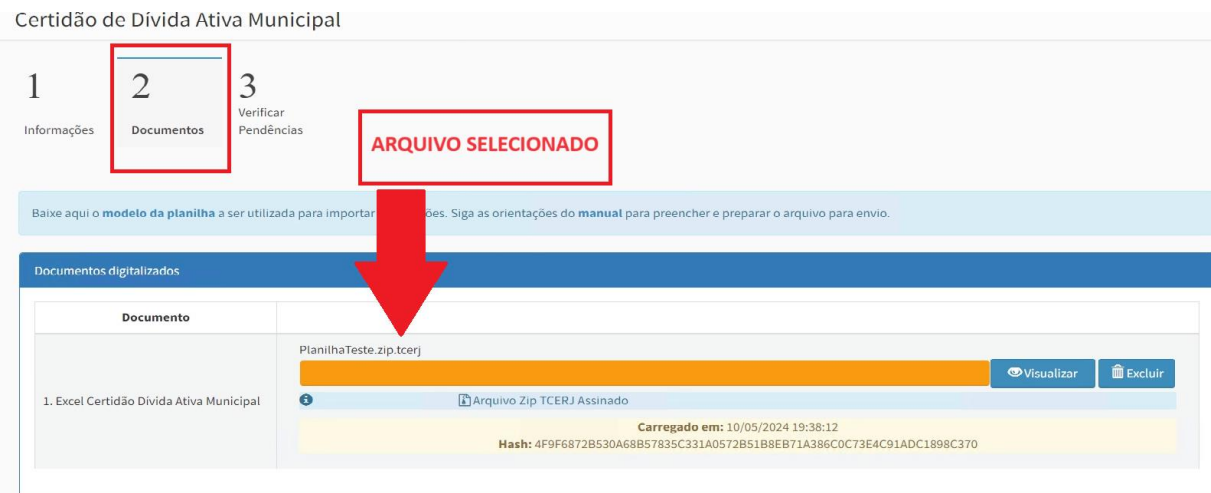 Certidão de Dívida Ativa Municipal
1
Informações
2
Documentos
3
Verificar
Pendências
ARQUIVO SELECIONADO
Baixe aqui o modelo da planilha a ser utilizada para importar ões. Siga as orientações do manual para preencher e preparar o arquivo para envio.
Documentos digitalizados
Documento
PlanilhaTeste.zip.tcerj
Visualizar
Excluir
1. Excel Certidão Dívida Ativa Municipal
Arquivo Zip TCERJ Assinado
Carregado em: 10/05/2024 19:38:12
Hash: 4F9F6872B530A68B57835C331A0572B51B8EB71A386C0C73E4C91ADC1898C370